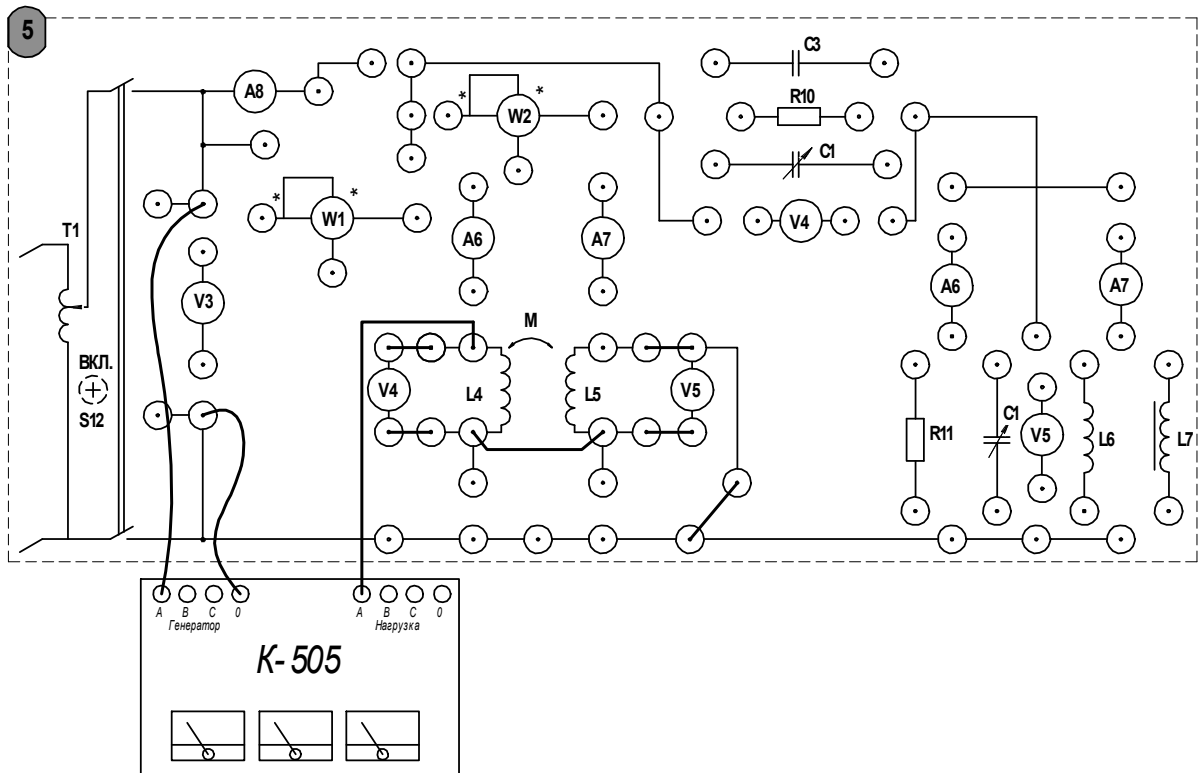 5
C3
A8
R10
* W2 *
C1
* W1 *
V4
A6
A7
T1
A6
A7
V3
M
ВКЛ.
V4
L4
L5
V5
S12
R11
C1
V5
L6
L7
A B C 0
A B C 0
Генератор
Нагрузка
К-505